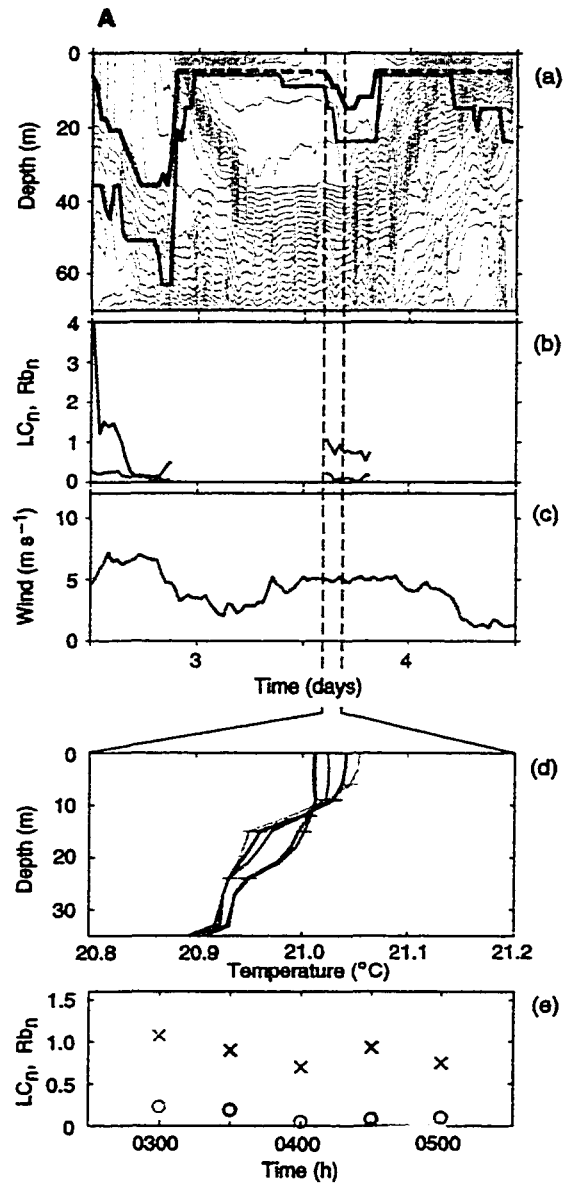 A
0
20
40
60
Depth (m)
(a)
4
3
2
1
0
LCn, Rbn
(b)
10
5
0
Wind (m s−1)
(c)
3 4
Time (days)
0
10
20
30
Depth (m)
(d)
20.8 20.9 21.0 21.1 21.2
Temperature (°C)
1.5
1.0
0.5
0
LCn, Rbn
(e)
0300 0400 0500
Time (h)